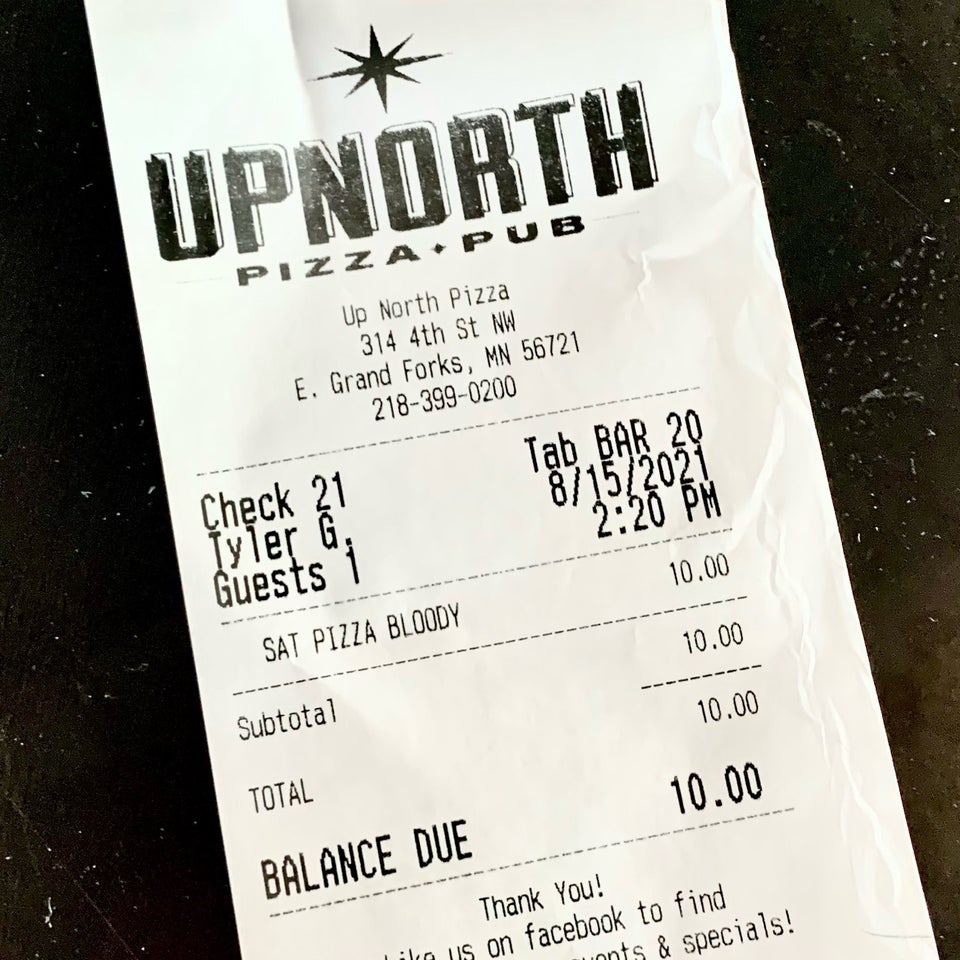 UPNORTH
PIZZA PUB
Up North Pizza
314 4th St NW
E. Grand Forks, MN 56721
218-399-0200
Check 21 Tab BAR 20
Tyler G. 8/15/2021
Guests 1 2:20 PM
SAT PIZZA BLOODY 10.00
Subtotal 10.00
TOTAL 10.00
BALANCE DUE 10.00
Thank You!
us on facebook to find
& specials!